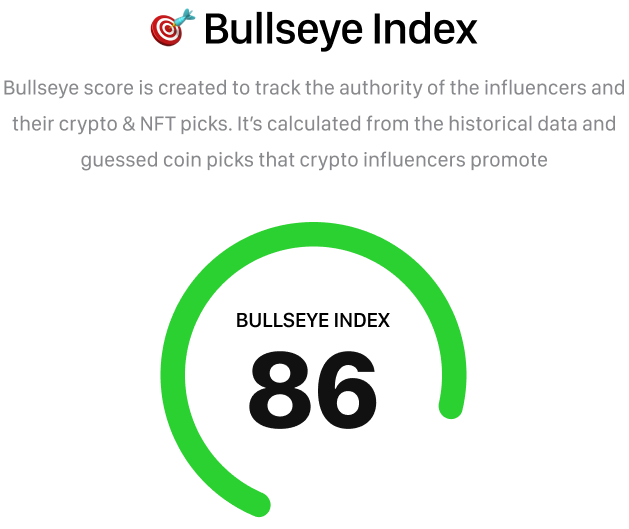 Bullseye Index
Bullseye score is created to track the authority of the influencers and
their crypto & NFT picks. It’s calculated from the historical data and
guessed coin picks that crypto influencers promote
BULLSEYE INDEX
86